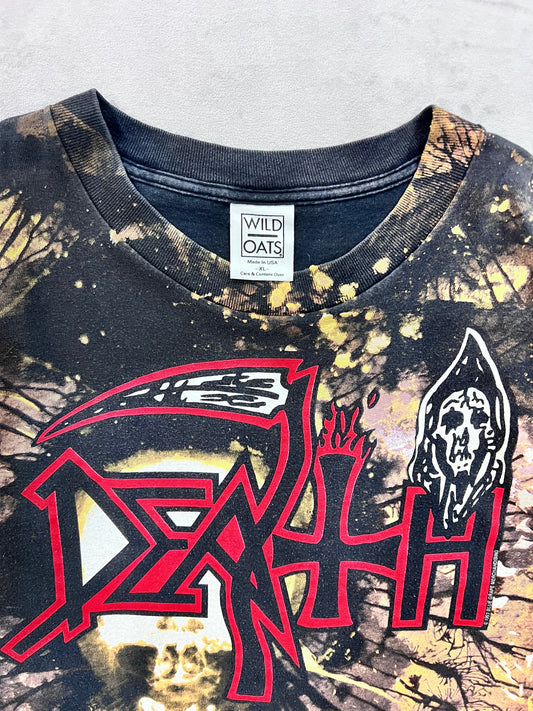 WILD
OATS
Made in USA
-XL-
Care & Content Over
DEATH